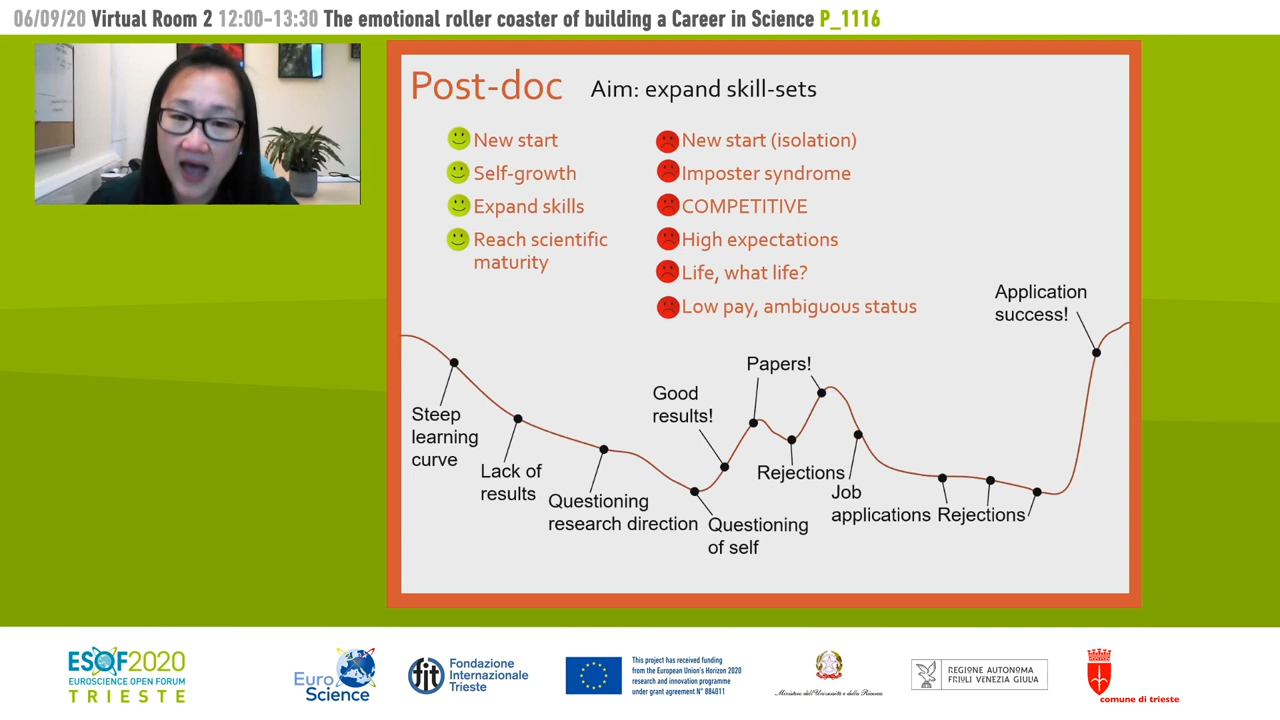 06/09/20 Virtual Room 2 12:00-13:30 The emotional roller coaster of building a Career in Science P_1116
Post-doc Aim: expand skill-sets
New start
Self-growth
Expand skills
Reach scientific
maturity
New start (isolation)
Imposter syndrome
COMPETITIVE
High expectations
Life, what life?
Low pay, ambiguous status
Steep
learning
curve
Lack of
results
Questioning
research direction
Questioning
of self
Good
results!
Papers!
Rejections
Job
applications
Rejections
Application
success!
ESOF2020
EUROSCIENCE OPEN FORUM
TRIESTE
Euro
Science
fit
Fondazione
Internazionale
Trieste
This project has received funding
from the European Union's Horizon 2020
research and innovation programme
under grant agreement N° 884011
Ministero dell'Università e della Ricerca
REGIONE AUTONOMA
FRIULI VENEZIA GIULIA
comune di trieste